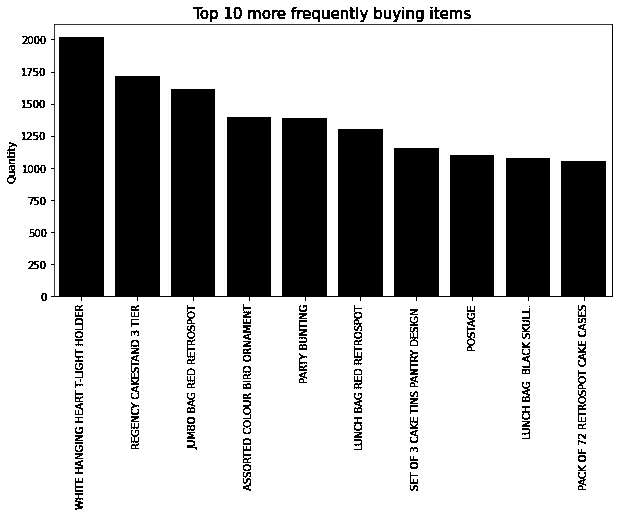 Top 10 more frequently buying items
Quantity
2000
1750
1500
1250
1000
750
500
250
0
WHITE HANGING HEART T-LIGHT HOLDER
REGENCY CAKESTAND 3 TIER
JUMBO BAG RED RETROSPOT
ASSORTED COLOUR BIRD ORNAMENT
PARTY BUNTING
LUNCH BAG RED RETROSPOT
SET OF 3 CAKE TINS PANTRY DESIGN
POSTAGE
LUNCH BAG  BLACK SKULL.
PACK OF 72 RETROSPOT CAKE CASES